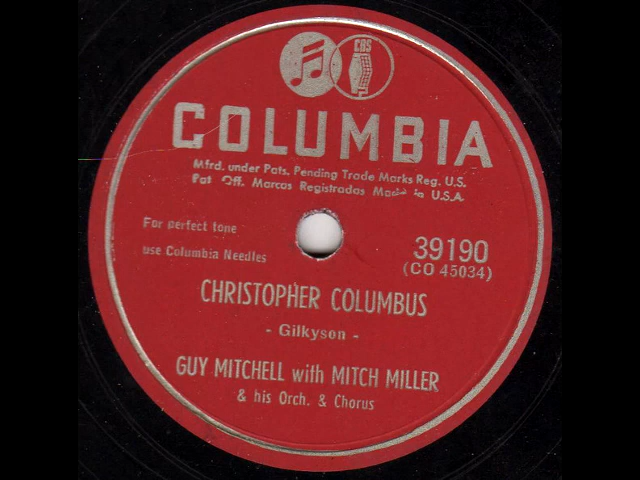 CBS
COLUMBIA
Mfrd. under Pats. Pending Trade Marks Reg. U.S.
Pat. Off. Marcas Registradas Made in U.S.A.
For perfect tone
use Columbia Needles
39190
(CO 45034)
CHRISTOPHER COLUMBUS
- Gilkyson -
GUY MITCHELL with MITCH MILLER
& his Orch. & Chorus